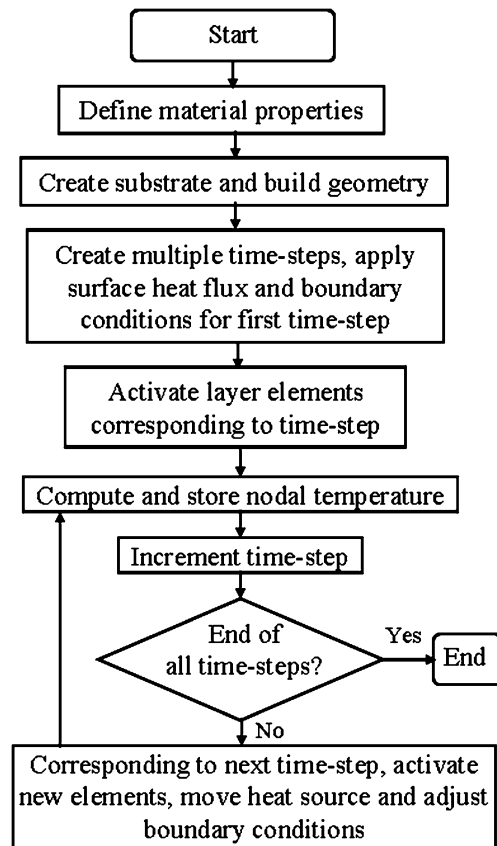 Start
Define material properties
Create substrate and build geometry
Create multiple time-steps, apply
surface heat flux and boundary
conditions for first time-step
Activate layer elements
corresponding to time-step
Compute and store nodal temperature
Increment time-step
End of
all time-steps?
Yes
End
No
Corresponding to next time-step, activate
new elements, move heat source and adjust
boundary conditions